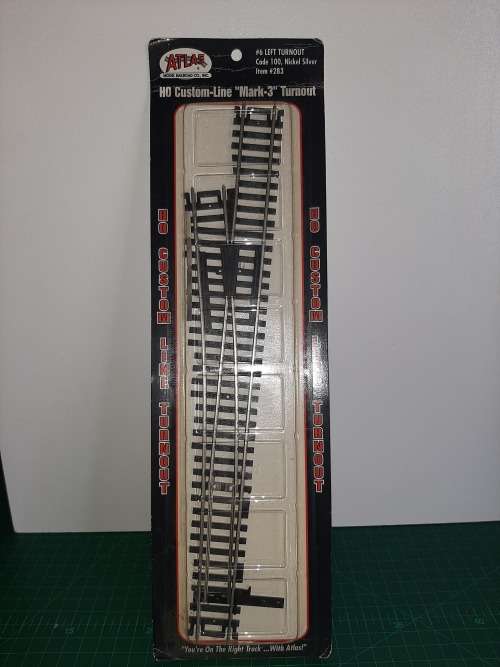 ATLAS
MODEL RAILROAD CO., INC.
#6 LEFT TURNOUT
Code 100, Nickel Silver
Item #283
HO Custom-Line "Mark-3" Turnout
HO CUSTOM LINE TURNOUT
HO CUSTOM LINE TURNOUT
"You're On The Right Track ...With Atlas!"